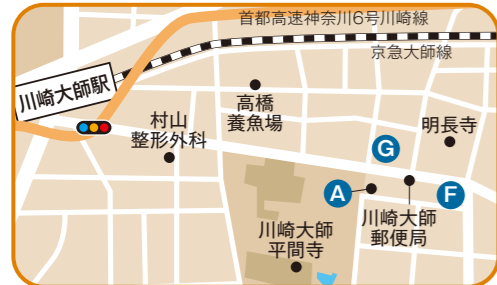 首都高速神奈川6号川崎線
京急大師線
川崎大師駅
高橋
養魚場
村山
整形外科
明長寺
G
A
F
川崎大師
郵便局
川崎大師
平間寺